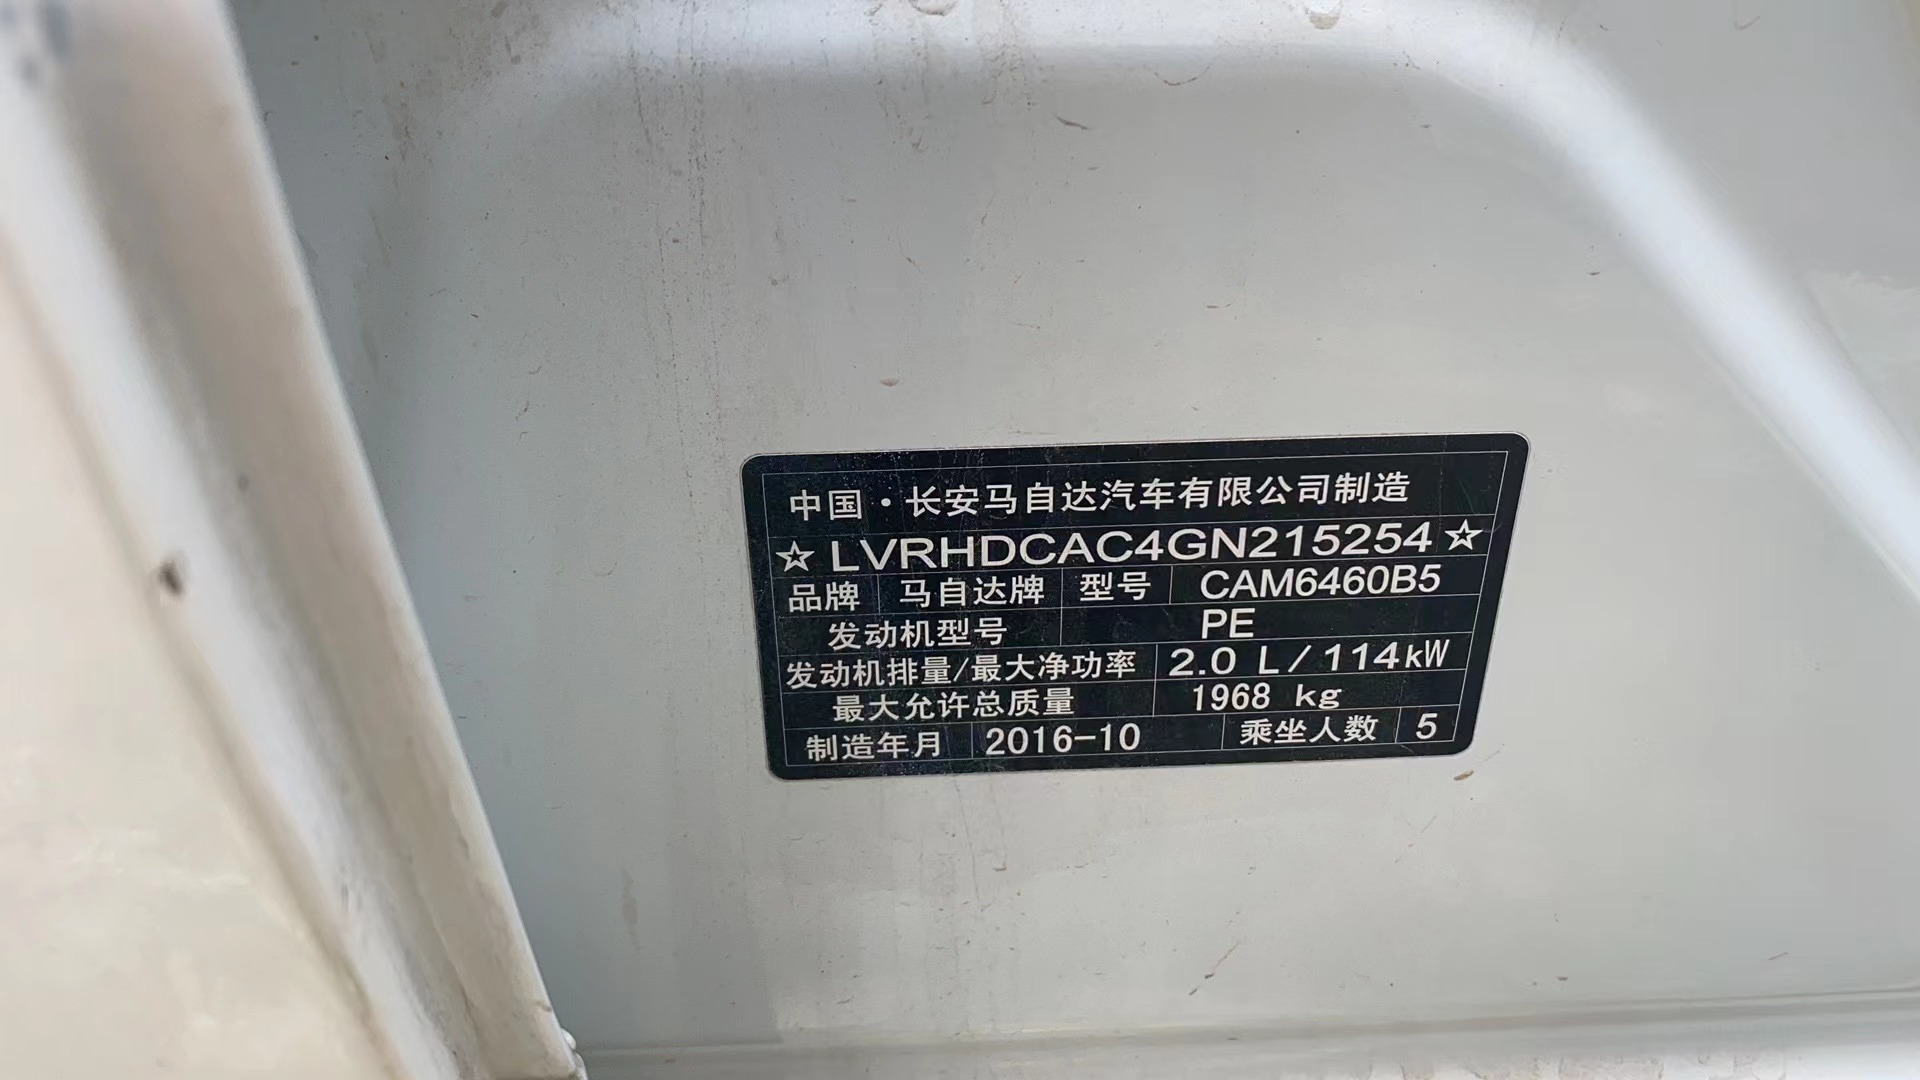 中国·长安马自达汽车有限公司制造
☆LVRHDCAC4GN215254☆
品牌 马自达牌 型号 CAM6460B5
发动机型号 PE
发动机排量/最大净功率 2.0 L/114kW
最大允许总质量 1968 kg
制造年月 2016-10 乘坐人数 5